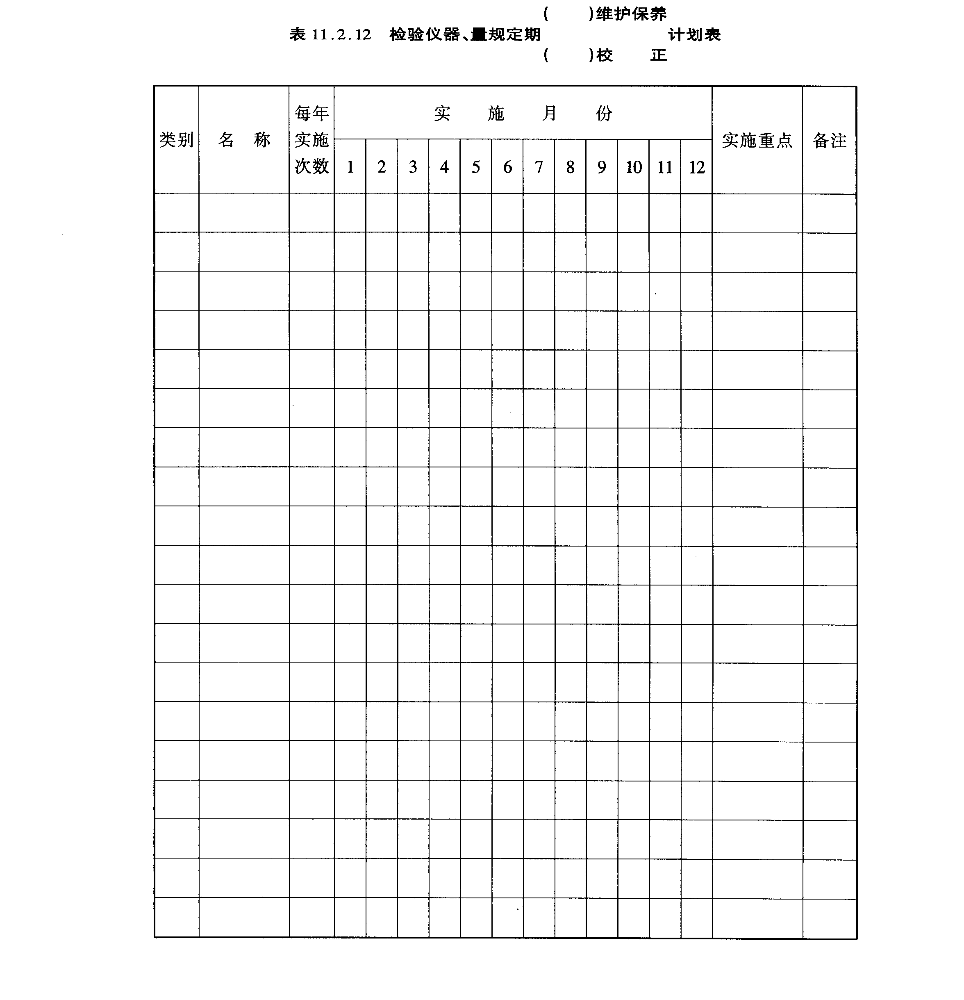 (    )维护保养
表 11.2.12 检验仪器、量规定期    计划表
(    )校 正
类别 名 称 每年实施次数 实 施 月 份 实施重点 备注
1 2 3 4 5 6 7 8 9 10 11 12